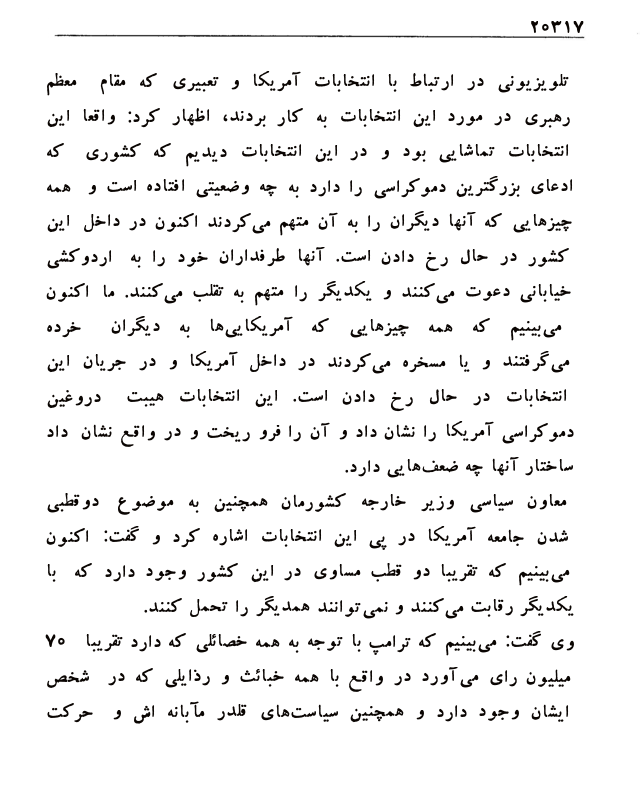 ۲۰۳۱۷
تلویزیونی در ارتباط با انتخابات آمریکا و تعبیری که مقام معظم
رهبری در مورد این انتخابات به کار بردند، اظهار کرد: واقعا این
انتخابات تماشایی بود و در این انتخابات دیدیم که کشوری که
ادعای بزرگترین دموکراسی را دارد به چه وضعیتی افتاده است و همه
چیزهایی که آنها دیگران را به آن متهم می‌کردند اکنون در داخل این
کشور در حال رخ دادن است. آنها طرفداران خود را به اردوکشی
خیابانی دعوت می‌کنند و یکدیگر را متهم به تقلب می‌کنند. ما اکنون
می‌بینیم که همه چیزهایی که آمریکایی‌ها به دیگران خرده
می‌گرفتند و یا مسخره می‌کردند در داخل آمریکا و در جریان این
انتخابات در حال رخ دادن است. این انتخابات هیبت دروغین
دموکراسی آمریکا را نشان داد و آن را فرو ریخت و در واقع نشان داد
ساختار آنها چه ضعف‌هایی دارد.
معاون سیاسی وزیر خارجه کشورمان همچنین به موضوع دوقطبی
شدن جامعه آمریکا در پی این انتخابات اشاره کرد و گفت: اکنون
می‌بینیم که تقریبا دو قطب مساوی در این کشور وجود دارد که با
یکدیگر رقابت می‌کنند و نمی‌توانند همدیگر را تحمل کنند.
وی گفت: می‌بینیم که ترامپ با توجه به همه خصائلی که دارد تقریبا ۷۰
میلیون رای می‌آورد در واقع با همه خبائث و رذایلی که در شخص
ایشان وجود دارد و همچنین سیاست‌های قلدر مآبانه اش و حرکت